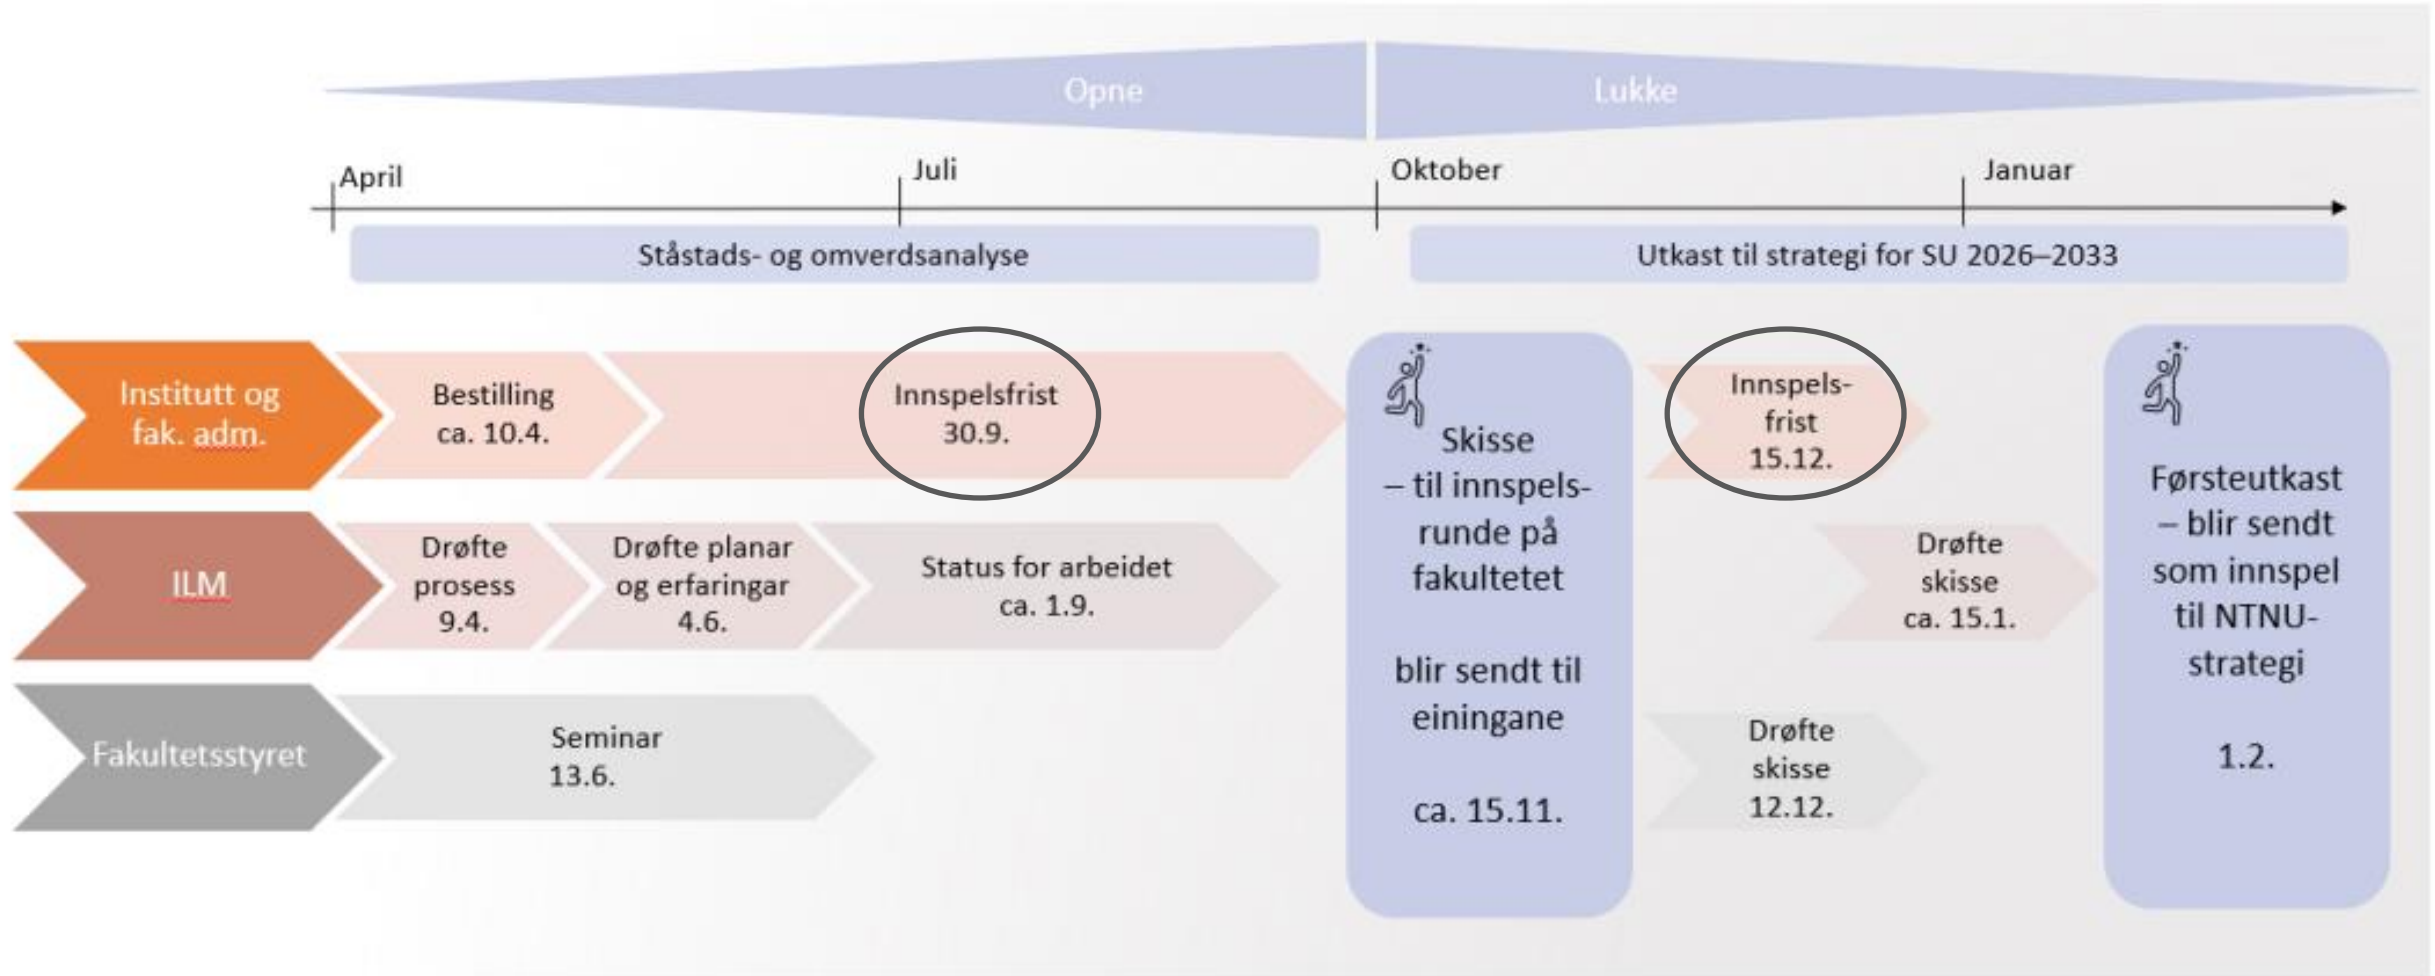 Opne
Lukke
April
Juli
Oktober
Januar
Ståstads- og omverdsanalyse
Utkast til strategi for SU 2026–2033
Institutt og
fak. adm.
Bestilling
ca. 10.4.
Innspelsfrist
30.9.
Skisse
– til innspels-
runde på
fakultetet
blir sendt til
einingane
ca. 15.11.
Innspels-
frist
15.12.
Førsteutkast
– blir sendt
som innspel
til NTNU-
strategi
1.2.
ILM
Drøfte
prosess
9.4.
Drøfte planar
og erfaringar
4.6.
Status for arbeidet
ca. 1.9.
Drøfte
skisse
ca. 15.1.
Fakultetsstyret
Seminar
13.6.
Drøfte
skisse
12.12.